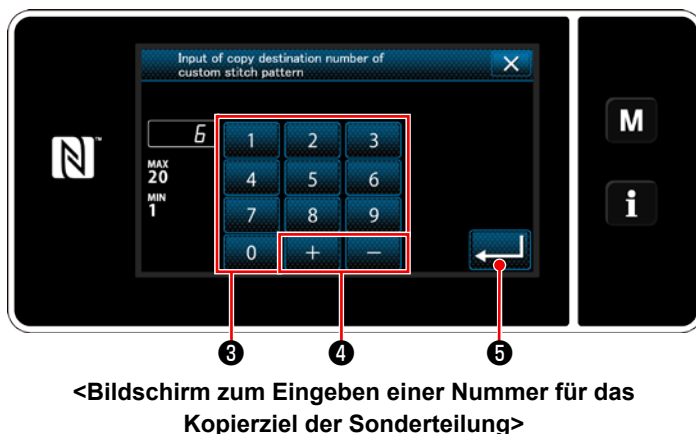 Input of copy destination number of
custom stitch pattern
6
MAX
20
MIN
1
1 2 3
4 5 6
7 8 9
0 + −
M
i
❸ ❹ ❺
<Bildschirm zum Eingeben einer Nummer für das
Kopierziel der Sonderteilung>